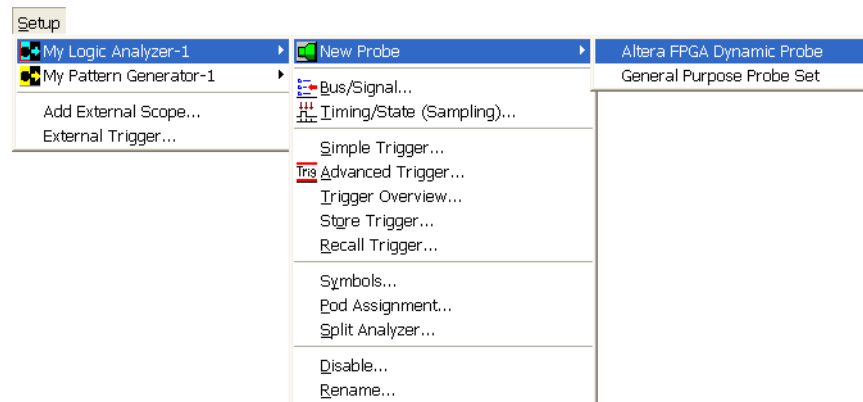 Setup
My Logic Analyzer-1
My Pattern Generator-1
Add External Scope...
External Trigger...
New Probe
Bus/Signal...
Timing/State (Sampling)...
Simple Trigger...
Trig Advanced Trigger...
Trigger Overview...
Store Trigger...
Recall Trigger...
Symbols...
Pod Assignment...
Split Analyzer...
Disable...
Rename...
Altera FPGA Dynamic Probe
General Purpose Probe Set